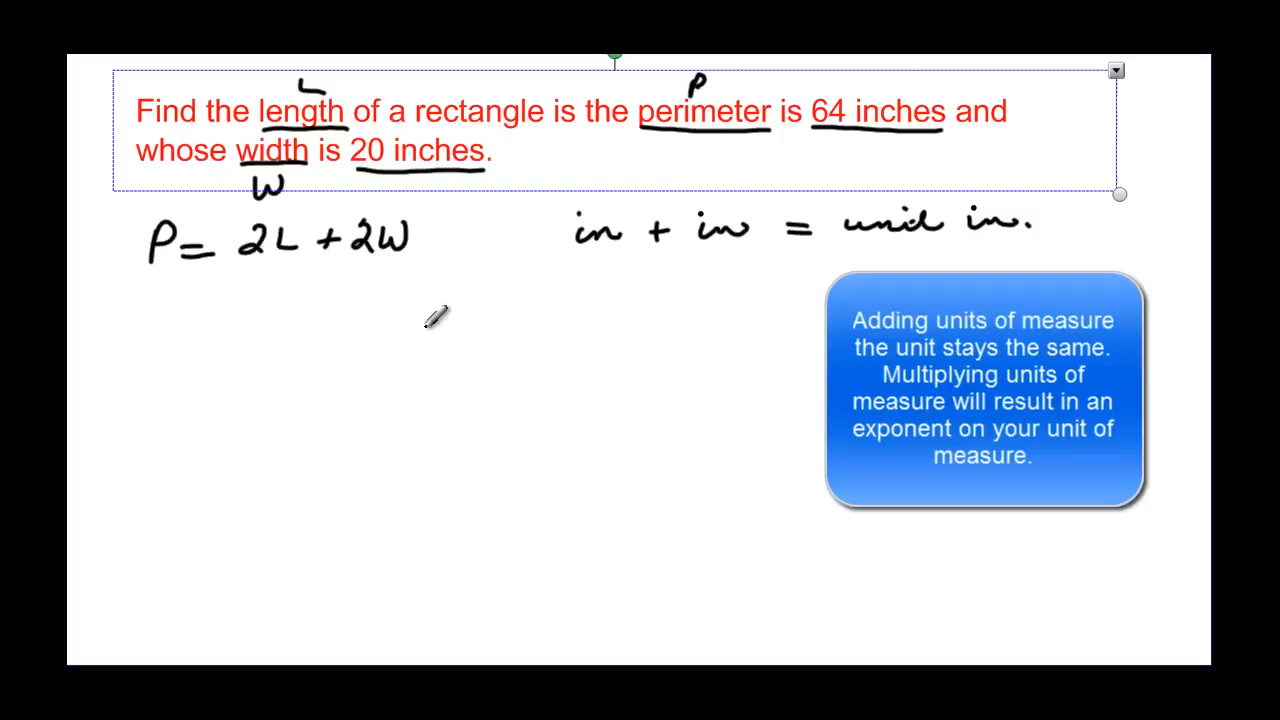 L
P
Find the length of a rectangle is the perimeter is 64 inches and
whose width is 20 inches.
W
P = 2L + 2W
in + in = unit in.
Adding units of measure
the unit stays the same.
Multiplying units of
measure will result in an
exponent on your unit of
measure.